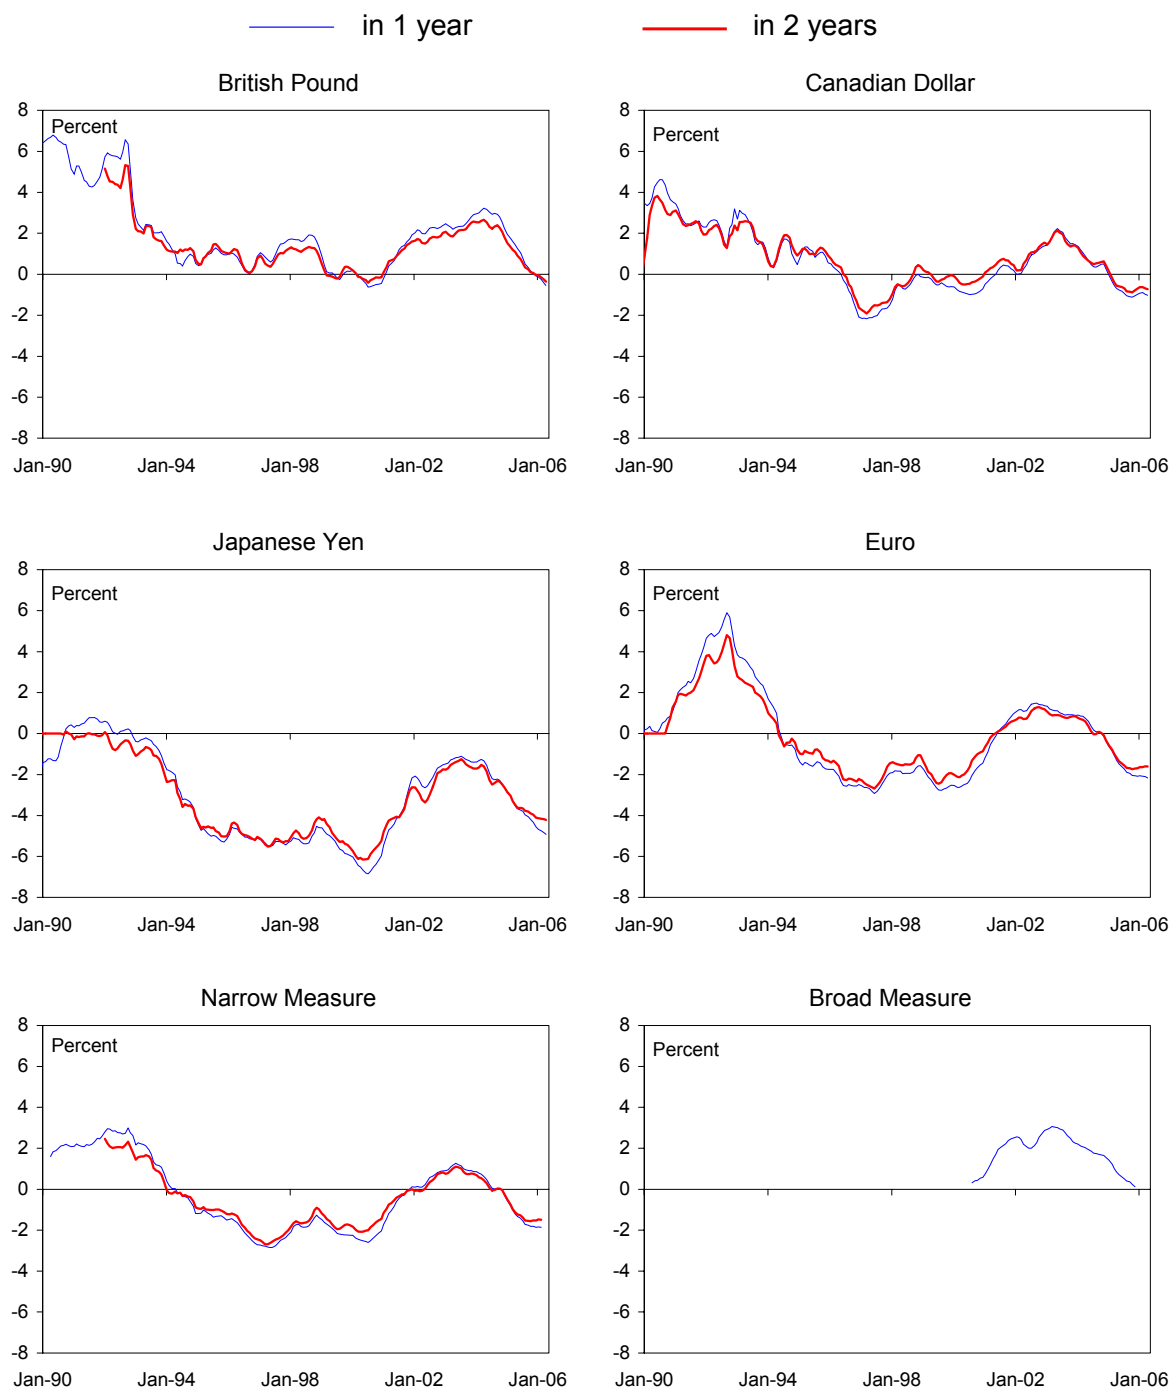 in 1 year in 2 years
British Pound
8
6
4
2
0
-2
-4
-6
-8
Percent
Jan-90 Jan-94 Jan-98 Jan-02 Jan-06
Canadian Dollar
8
6
4
2
0
-2
-4
-6
-8
Percent
Jan-90 Jan-94 Jan-98 Jan-02 Jan-06
Japanese Yen
8
6
4
2
0
-2
-4
-6
-8
Percent
Jan-90 Jan-94 Jan-98 Jan-02 Jan-06
Euro
8
6
4
2
0
-2
-4
-6
-8
Percent
Jan-90 Jan-94 Jan-98 Jan-02 Jan-06
Narrow Measure
8
6
4
2
0
-2
-4
-6
-8
Percent
Jan-90 Jan-94 Jan-98 Jan-02 Jan-06
Broad Measure
8
6
4
2
0
-2
-4
-6
-8
Percent
Jan-90 Jan-94 Jan-98 Jan-02 Jan-06